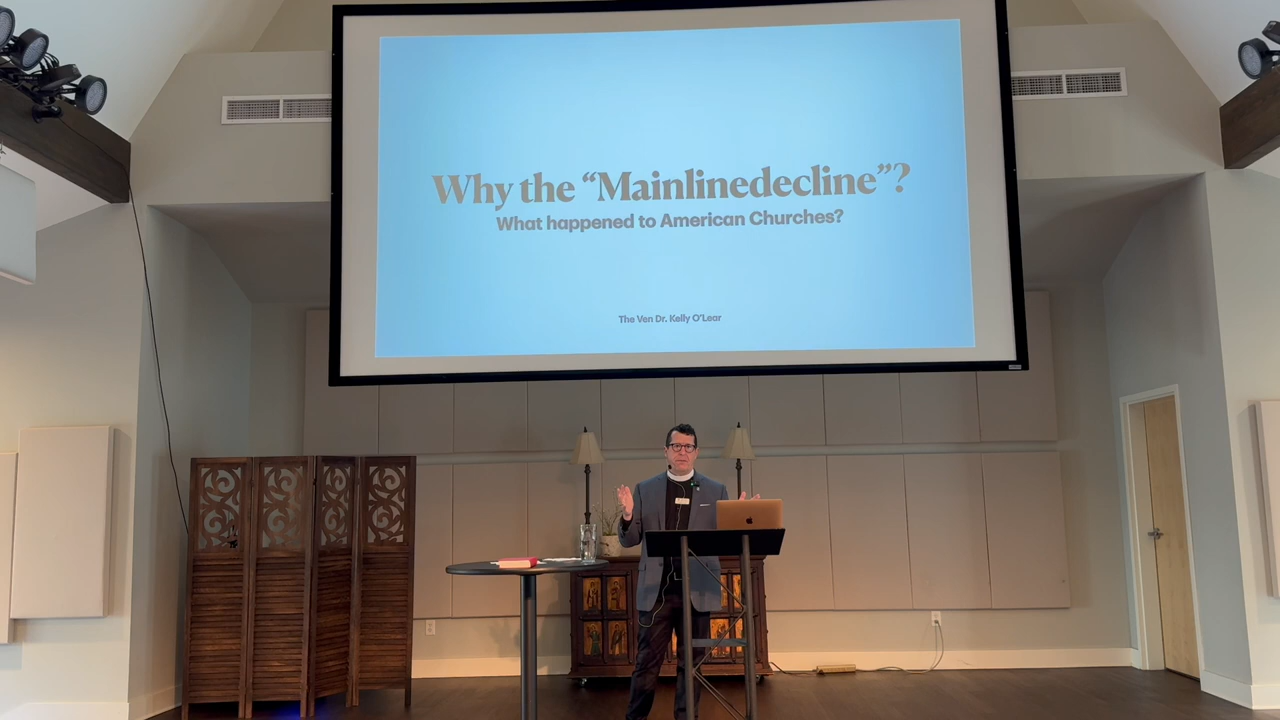 Why the “Mainlinedecline”?
What happened to American Churches?
The Ven Dr. Kelly O’Lear